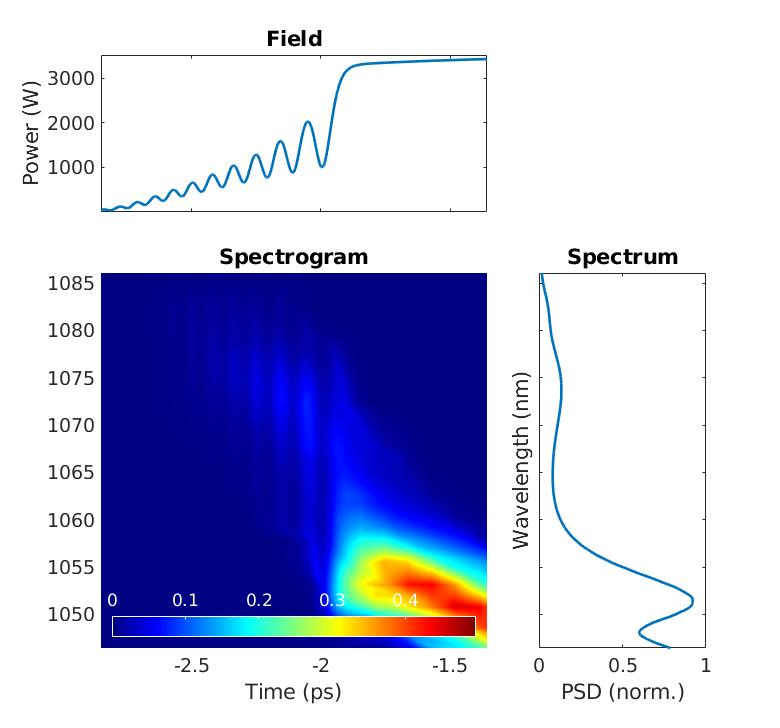 Field
Power (W)
3000
2000
1000
Spectrogram
Spectrum
1085
1080
1075
1070
1065
1060
1055
1050
0 0.1 0.2 0.3 0.4
Wavelength (nm)
-2.5 -2 -1.5
Time (ps)
0 0.5 1
PSD (norm.)